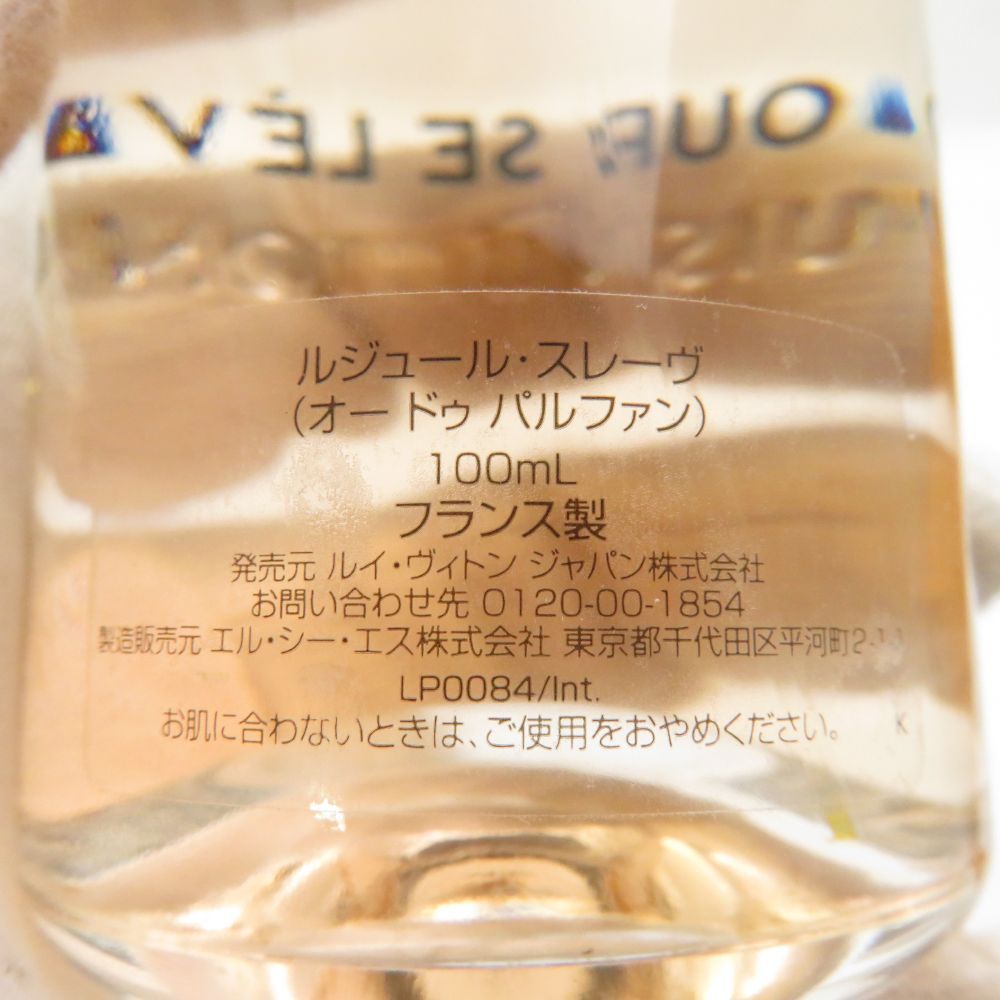 ルジュール・スレーヴ
(オー ドゥ パルファン)
100mL
フランス製
発売元 ルイ・ヴィトン ジャパン株式会社
お問い合わせ先 0120-00-1854
製造販売元 エル・シー・エス株式会社 東京都千代田区平河町
LP0084/Int.
お肌に合わないときは、ご使用をおやめください。 K